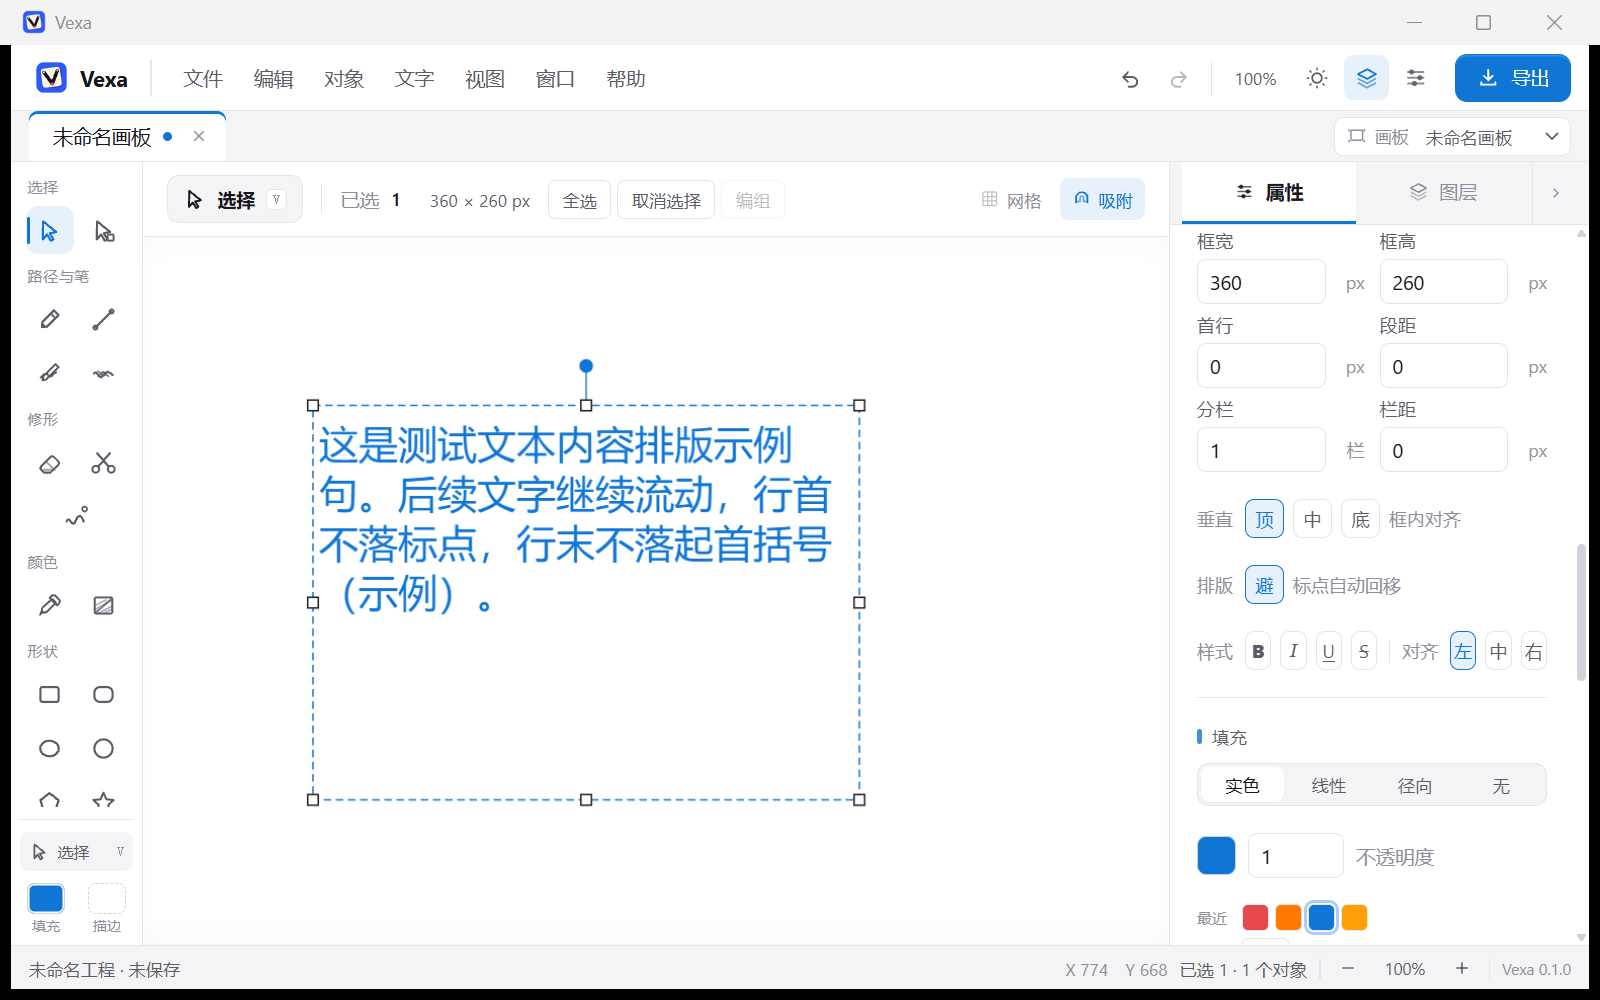 Vexa
Vexa 文件 编辑 对象 文字 视图 窗口 帮助 100% 导出
未命名画板 画板 未命名画板
选择 选择 V 已选 1 360 × 260 px 全选 取消选择 编组 网格 吸附 属性 图层
路径与笔
修形
颜色
形状
选择 V
填充 描边
这是测试文本内容排版示例
句。后续文字继续流动，行首
不落标点，行末不落起首括号
（示例）。
框宽 框高
360 px 260 px
首行 段距
0 px 0 px
分栏 栏距
1 栏 0 px
垂直 顶 中 底 框内对齐
排版 避 标点自动回移
样式 B I U S 对齐 左 中 右
填充
实色 线性 径向 无
1 不透明度
最近
未命名工程 · 未保存 X 774 Y 668 已选 1 · 1 个对象 100% Vexa 0.1.0